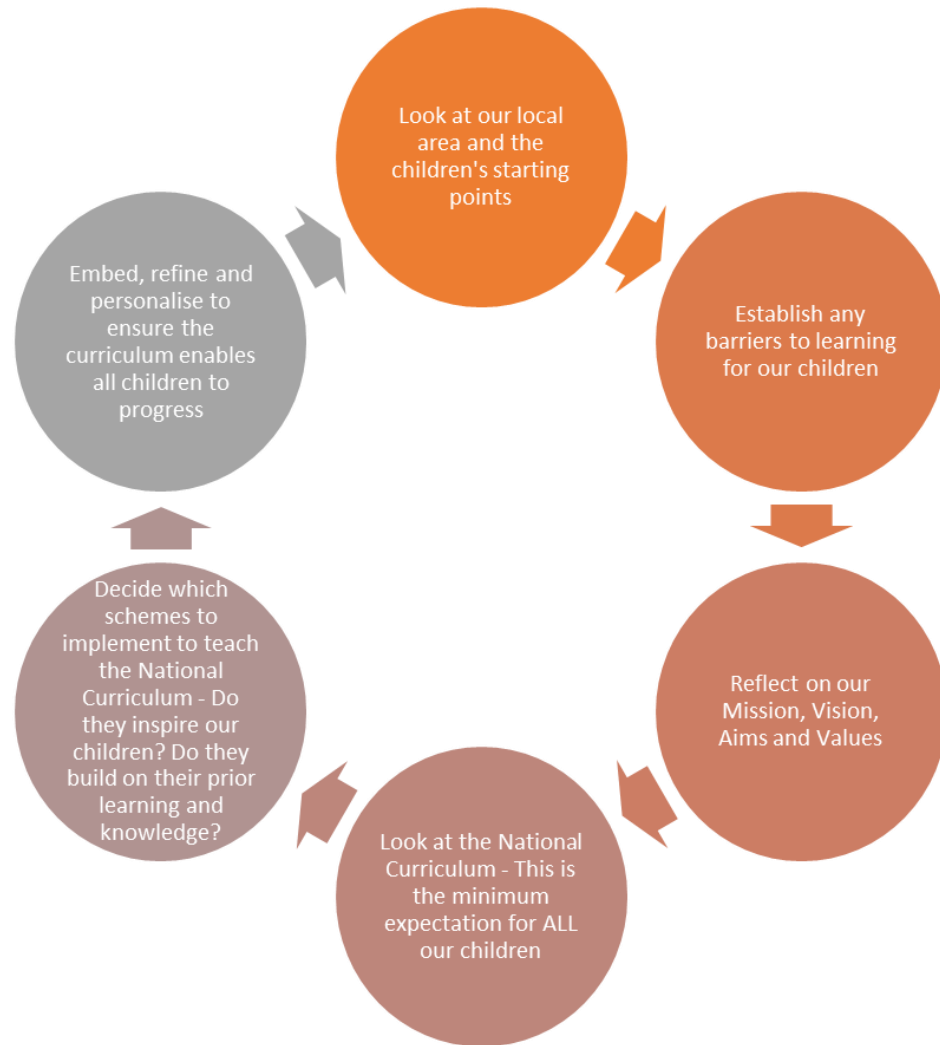 Look at our local
area and the
children's starting
points
Establish any
barriers to learning
for our children
Reflect on our
Mission, Vision,
Aims and Values
Look at the National
Curriculum - This is
the minimum
expectation for ALL
our children
Decide which
schemes to
implement to teach
the National
Curriculum - Do
they inspire our
children? Do they
build on their prior
learning and
knowledge?
Embed, refine and
personalise to
ensure the
curriculum enables
all children to
progress